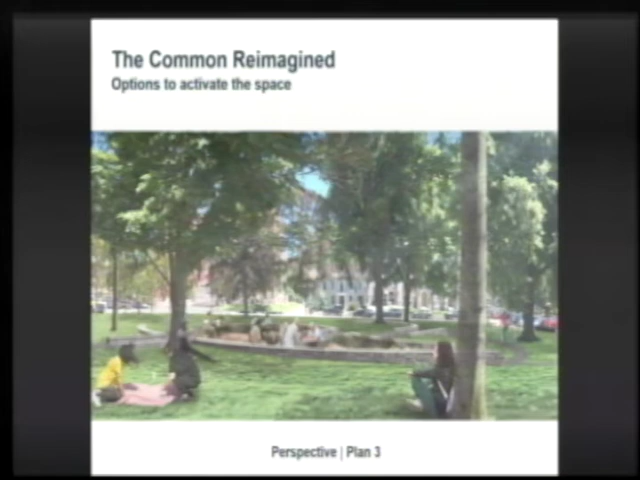 The Common Reimagined
Options to activate the space
Perspective | Plan 3